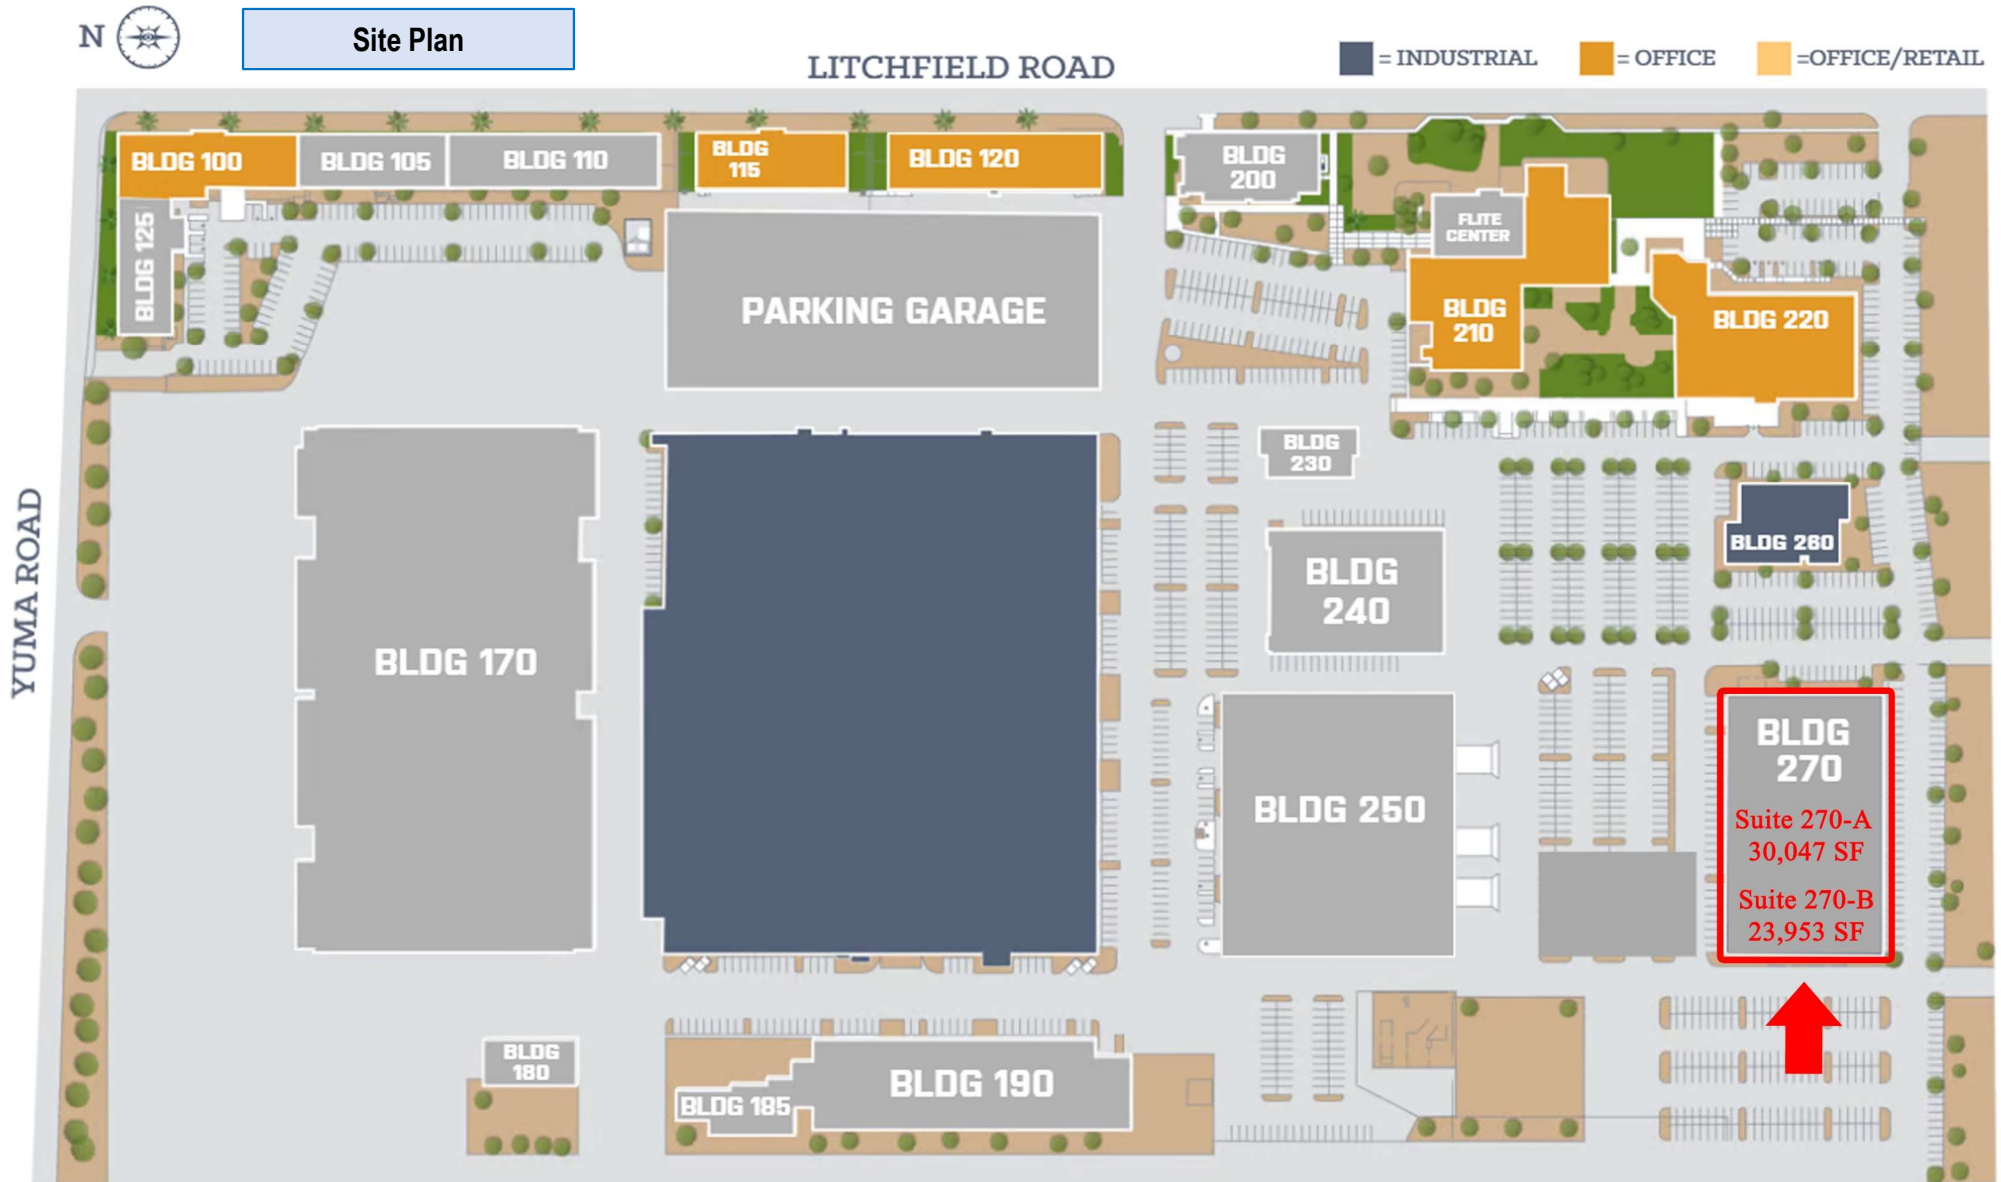 N
Site Plan
LITCHFIELD ROAD
= INDUSTRIAL
= OFFICE
=OFFICE/RETAIL
BLDG 100
BLDG 105
BLDG 110
BLDG
115
BLDG 120
BLDG
200
BLDG 125
FLITE
CENTER
PARKING GARAGE
BLDG
210
BLDG 220
BLDG
230
YUMA ROAD
BLDG 260
BLDG
240
BLDG 170
BLDG
270
BLDG 250
Suite 270-A
30,047 SF
Suite 270-B
23,953 SF
BLDG
180
BLDG 185
BLDG 190